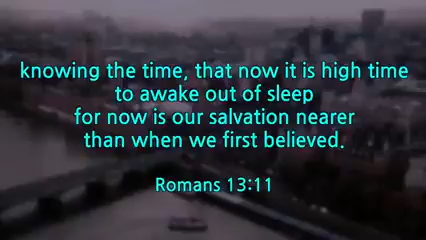 knowing the time, that now it is high time
to awake out of sleep
for now is our salvation nearer
than when we first believed.
Romans 13:11